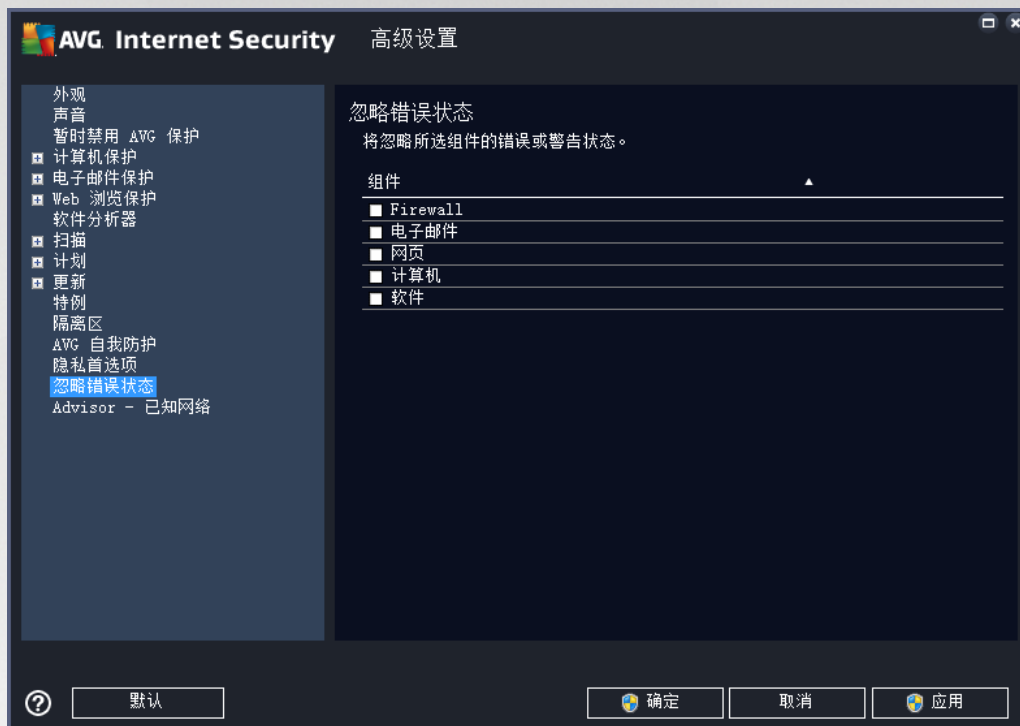 AVG Internet Security 高级设置
外观
声音
暂时禁用 AVG 保护
计算机保护
电子邮件保护
Web 浏览保护
软件分析器
扫描
计划
更新
特例
隔离区
AVG 自我防护
隐私首选项
忽略错误状态
Advisor - 已知网络
忽略错误状态
将忽略所选组件的错误或警告状态。
组件
Firewall
电子邮件
网页
计算机
软件
默认
确定
取消
应用